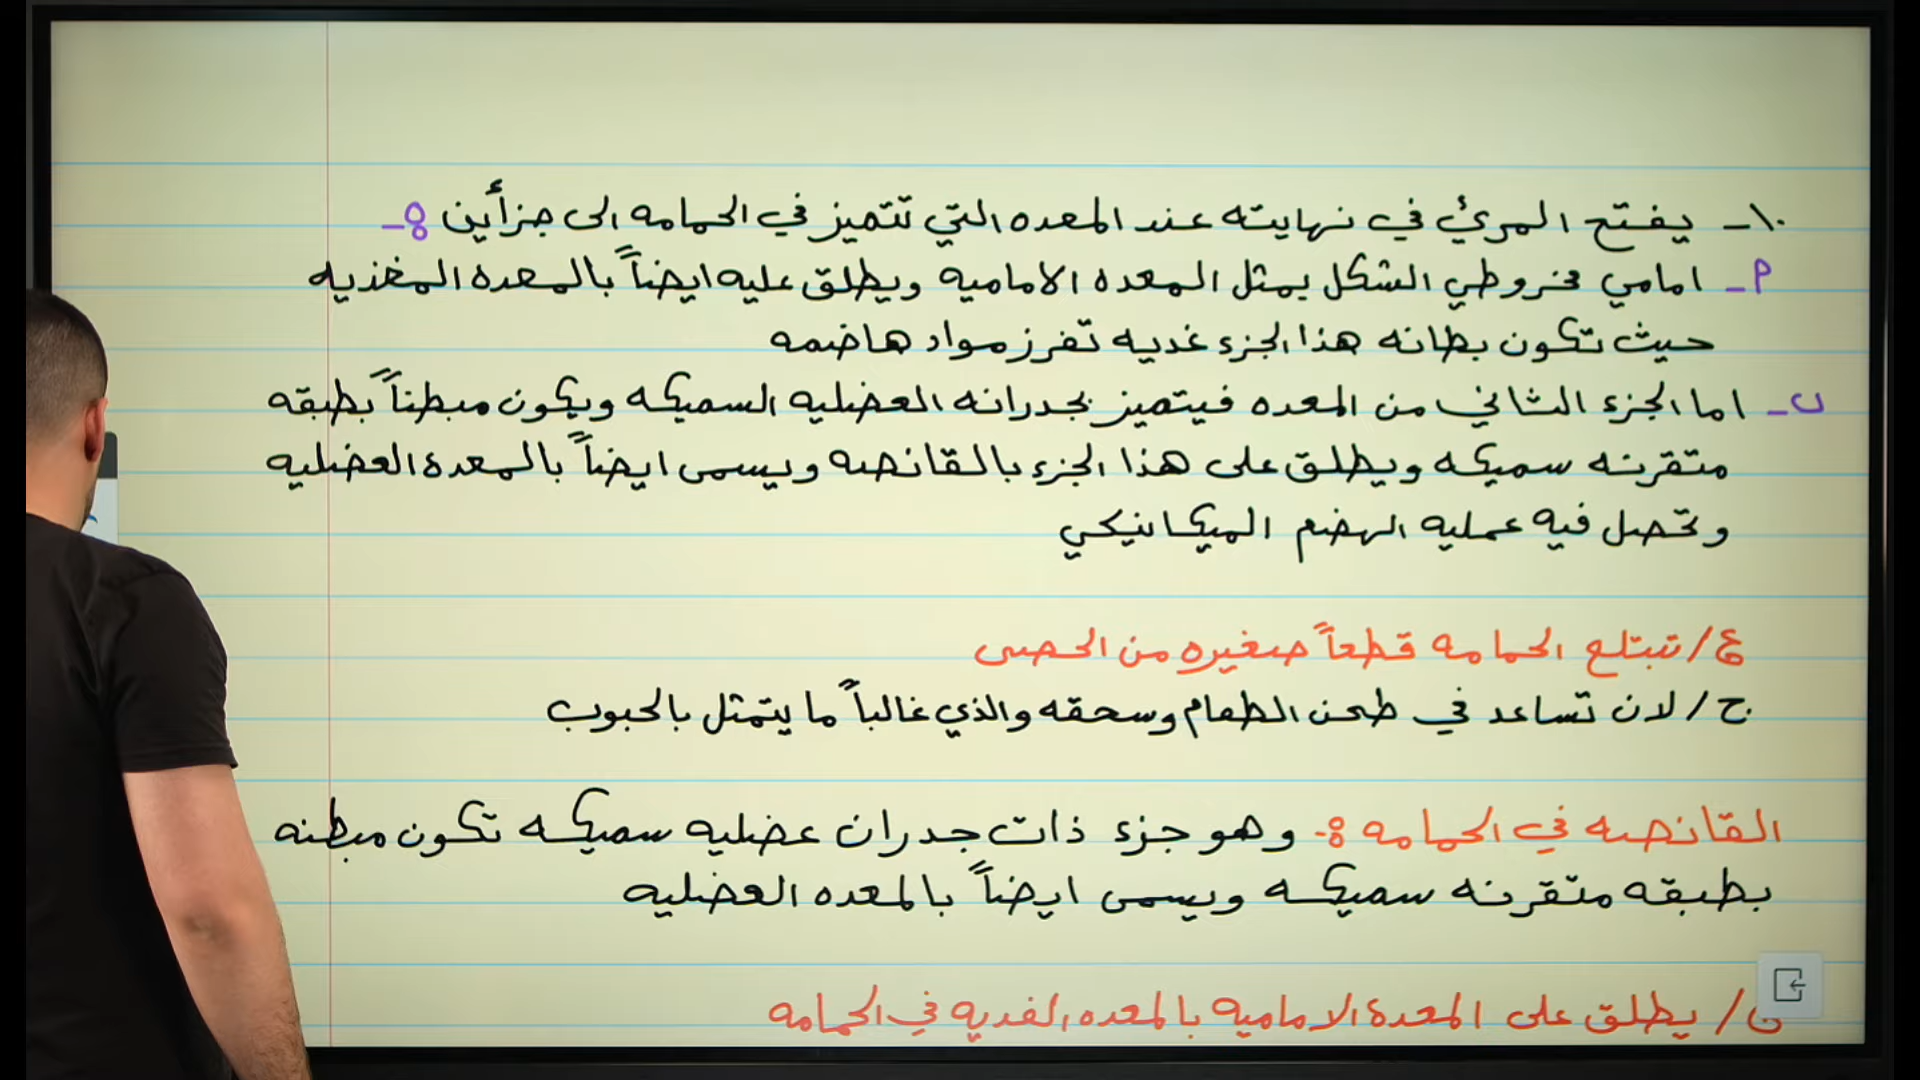 ١٠- يفتح المرئ في نهايته عند المعده التي تتميز في الحمامه الى جزأين :-
أ- امامي مخروطي الشكل يمثل المعده الاماميه ويطلق عليه ايضاً بالمعده المغذيه
حيث تكون بطانه هذا الجزء غديه تفرز مواد هاضمه
ب- اما الجزء الثاني من المعده فيتميز بجدرانه العضليه السميكه ويكون مبطناً بطبقه
متقرنه سميكه ويطلق على هذا الجزء بالقانصه ويسمى ايضاً بالمعدة العضليه
وتحصل فيه عمليه الهضم الميكانيكي
ع/ تبتلع الحمامه قطعاً صغيره من الحصى
ج/ لان تساعد في طحن الطعام وسحقه والذي غالباً ما يتمثل بالحبوب
القانصه في الحمامه :- وهو جزء ذات جدران عضليه سميكه تكون مبطنه
بطبقه متقرنه سميكه ويسمى ايضاً بالمعده العضليه
/ يطلق على المعدة الاماميه بالمعده الغديه في الحمامه